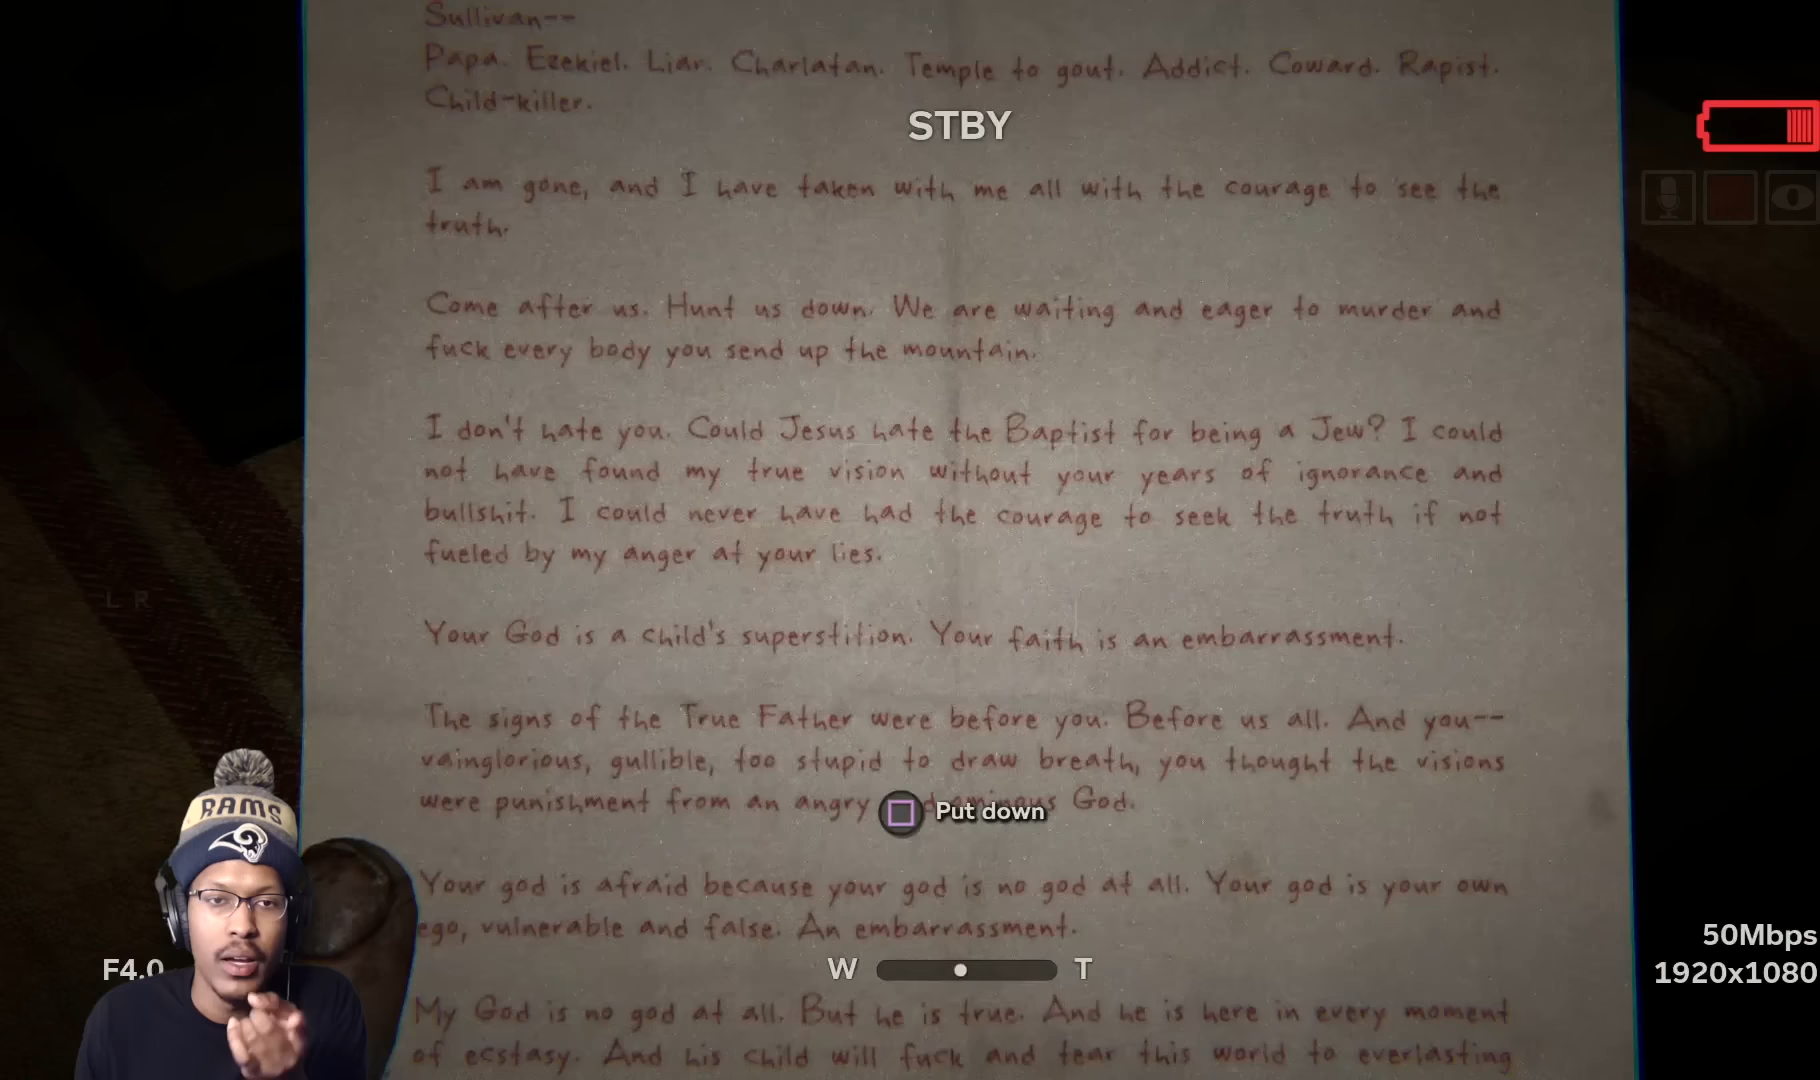 Sullivan--
Papa. Ezekiel. Liar. Charlatan. Temple to gout. Addict. Coward. Rapist.
Child-killer.
STBY
I am gone, and I have taken with me all with the courage to see the
truth.
Come after us. Hunt us down. We are waiting and eager to murder and
fuck every body you send up the mountain.
I don't hate you. Could Jesus hate the Baptist for being a Jew? I could
not have found my true vision without your years of ignorance and
bullshit. I could never have had the courage to seek the truth if not
fueled by my anger at your lies.
L R
Your God is a child's superstition. Your faith is an embarrassment.
The signs of the True Father were before you. Before us all. And you--
vainglorious, gullible, too stupid to draw breath, you thought the visions
were punishment from an angry God.
Put down
RAMS
Your god is afraid because your god is no god at all. Your god is your own
ego, vulnerable and false. An embarrassment.
50Mbps
F4.0
W T
1920x1080
My God is no god at all. But he is true. And he is here in every moment
of ecstasy. And his child will fuck and tear this world to everlasting